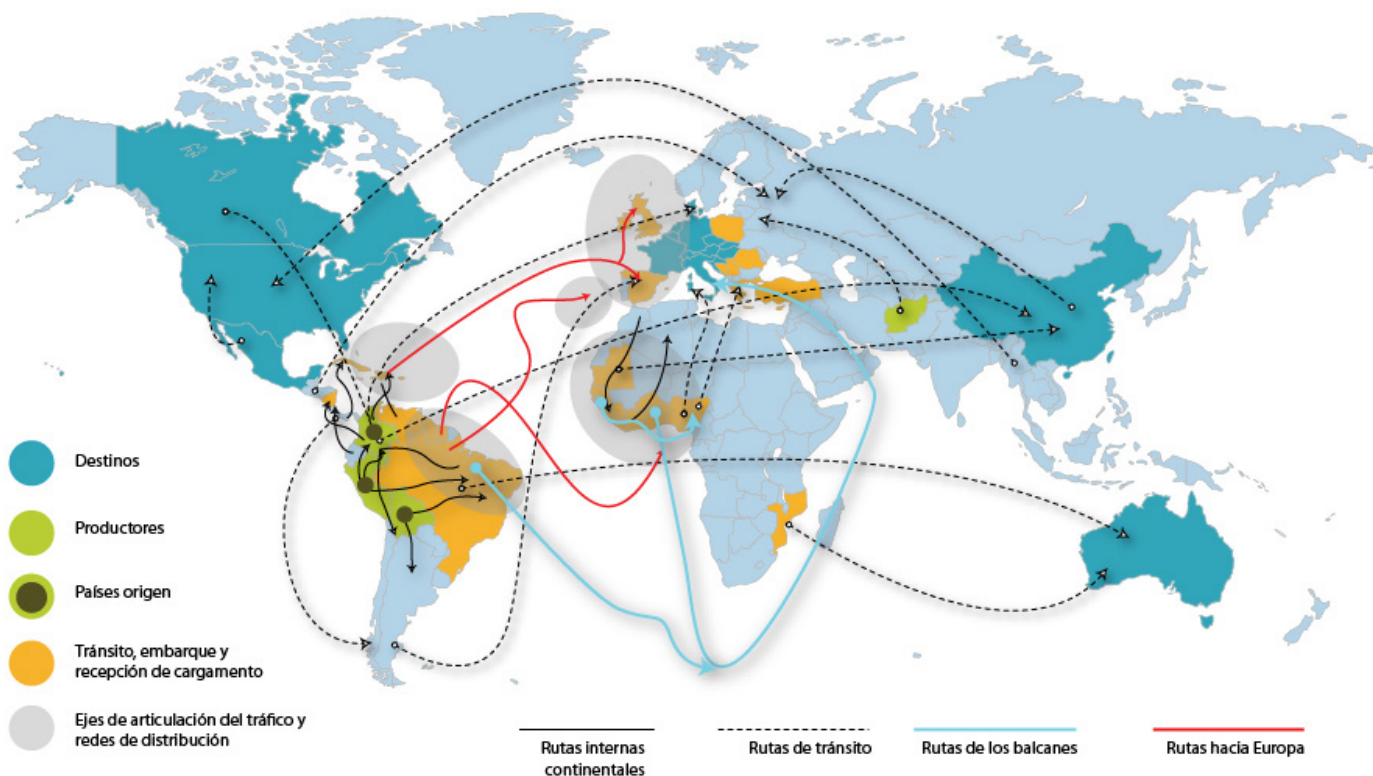 Destinos
Productores
Países origen
Tránsito, embarque y
recepción de cargamento
Ejes de articulación del tráfico y
redes de distribución
Rutas internas
continentales
Rutas de tránsito
Rutas de los balcanes
Rutas hacia Europa